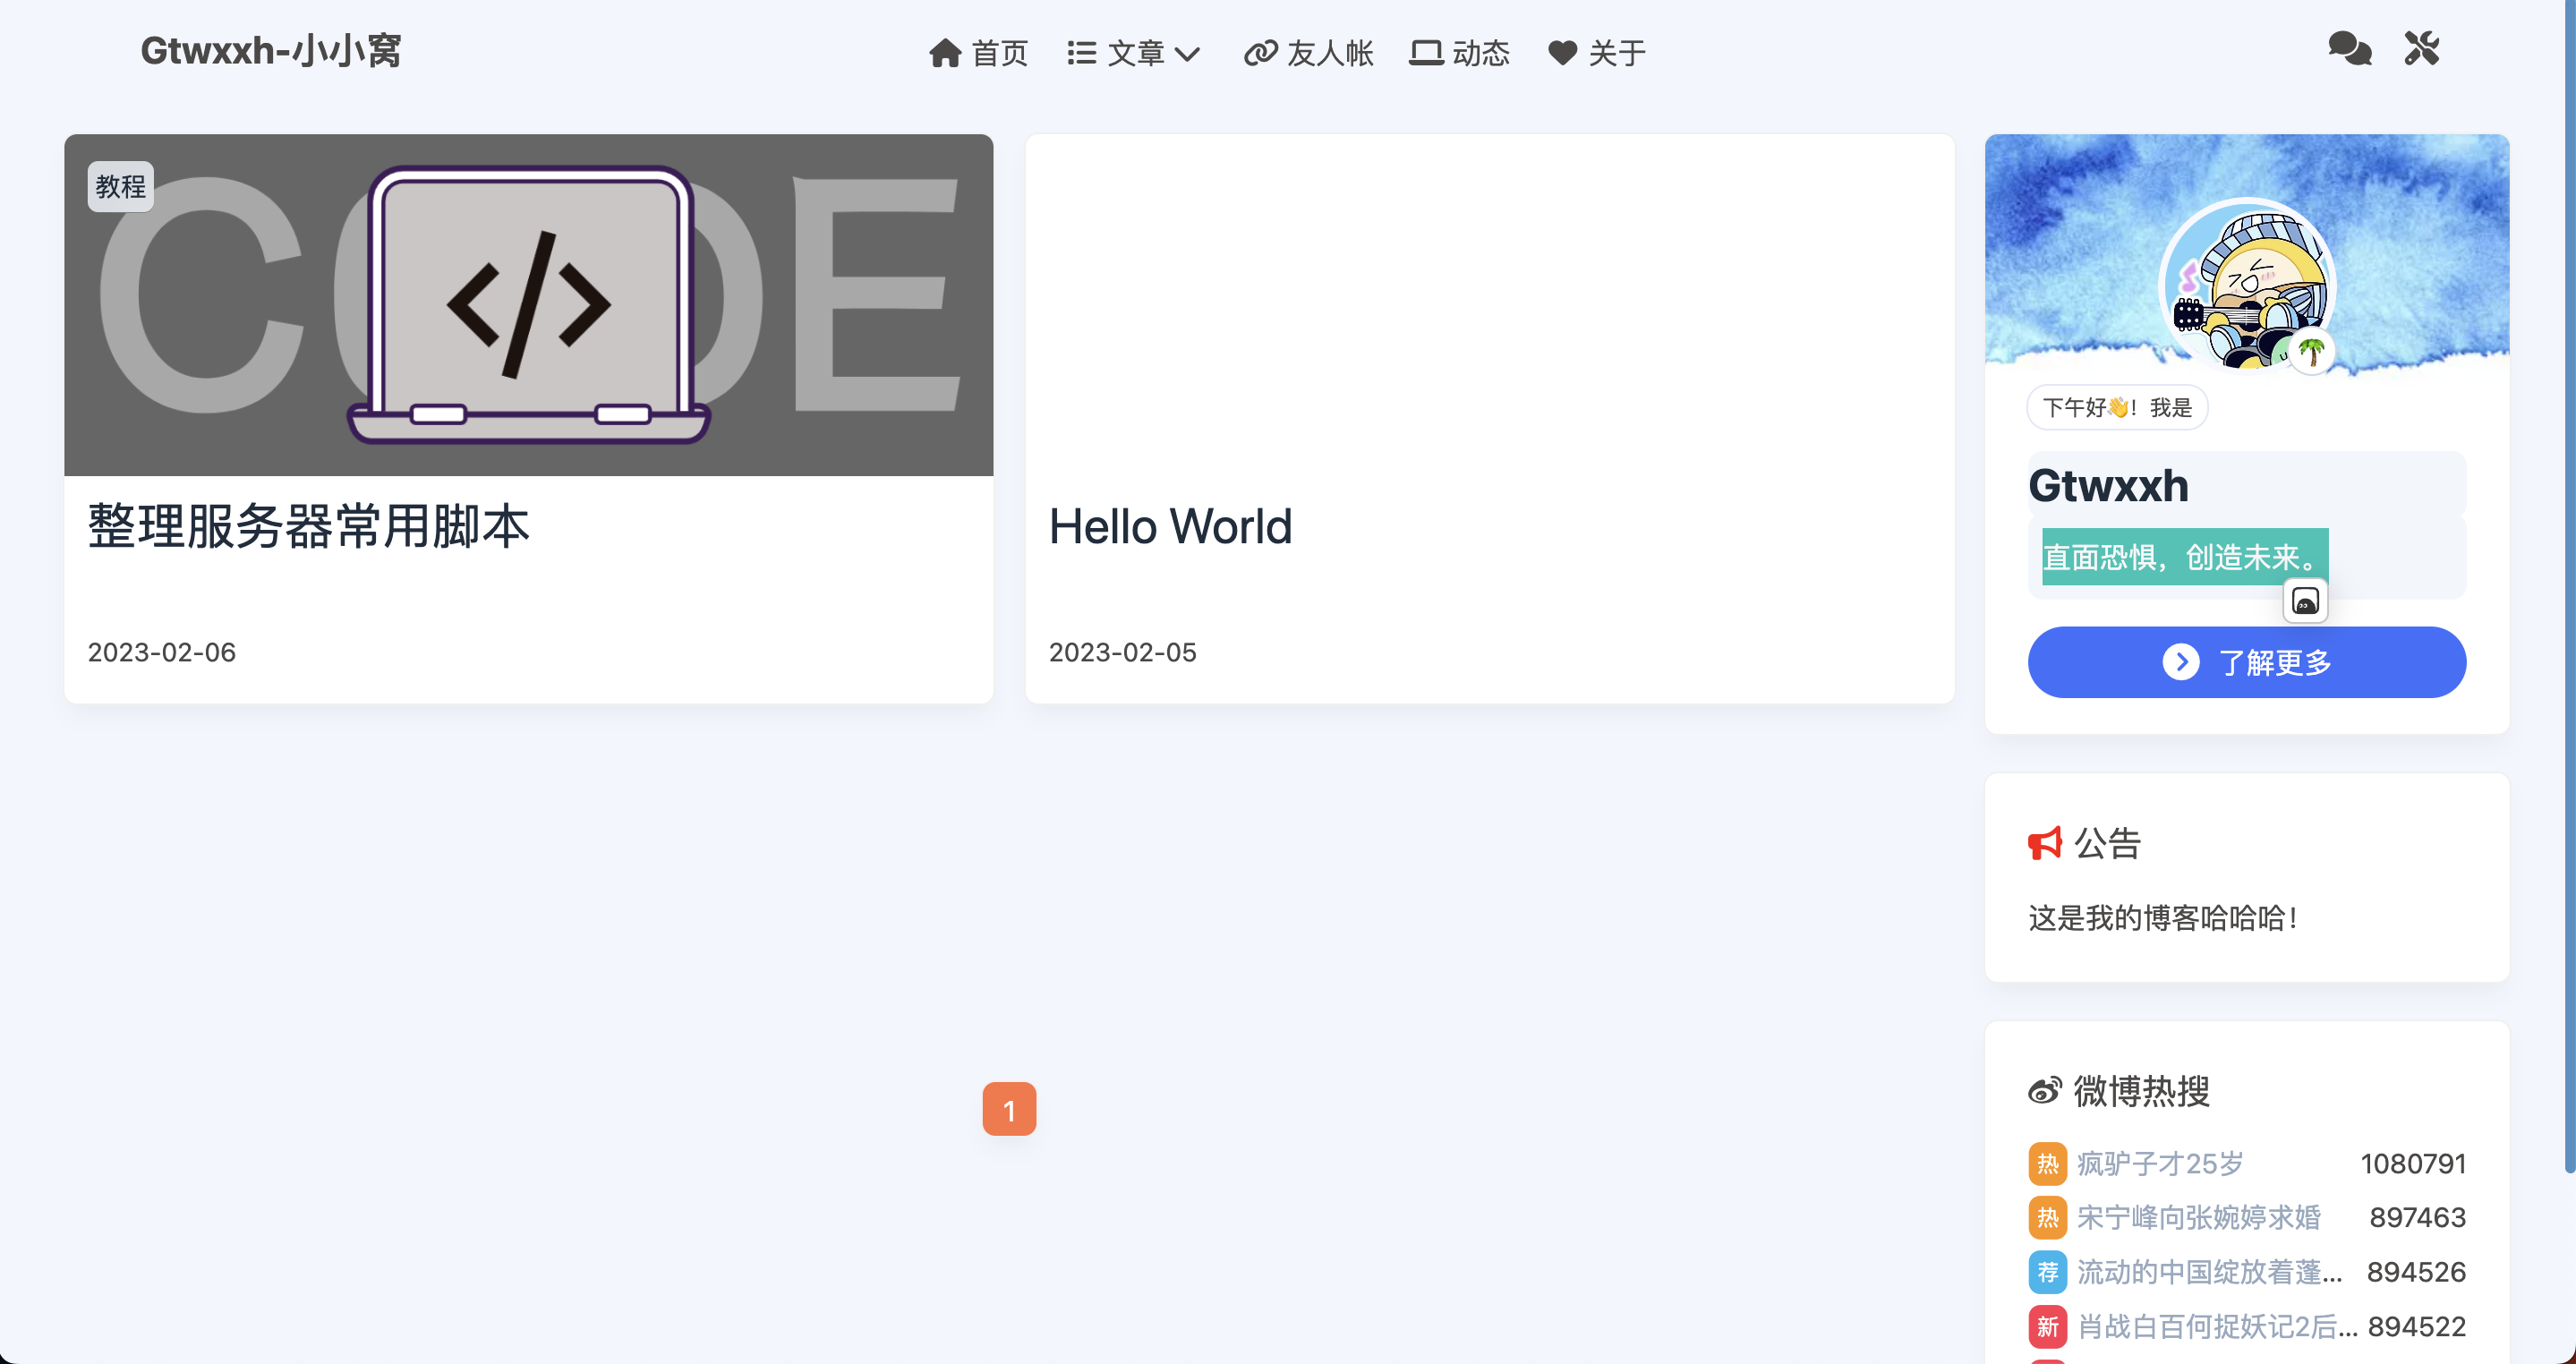 Gtwxxh-小小窝
首页 文章 友人帐 动态 关于
教程
CODE
</>
整理服务器常用脚本
2023-02-06
Hello World
2023-02-05
下午好👋！我是
Gtwxxh
直面恐惧，创造未来。
了解更多
公告
这是我的博客哈哈哈！
微博热搜
热 疯驴子才25岁 1080791
热 宋宁峰向张婉婷求婚 897463
荐 流动的中国绽放着蓬... 894526
新 肖战白百何捉妖记2后... 894522
1